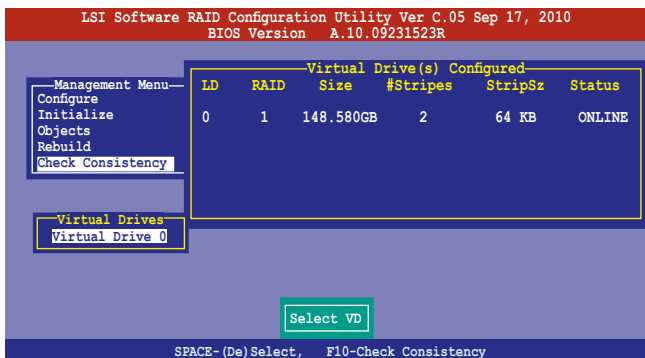 LSI Software RAID Configuration Utility Ver C.05 Sep 17, 2010
BIOS Version A.10.09231523R
Management Menu
Configure
Initialize
Objects
Rebuild
Check Consistency
Virtual Drive(s) Configured
LD RAID Size #Stripes StripSz Status
0 1 148.580GB 2 64 KB ONLINE
Virtual Drives
Virtual Drive 0
Select VD
SPACE-(De)Select, F10-Check Consistency